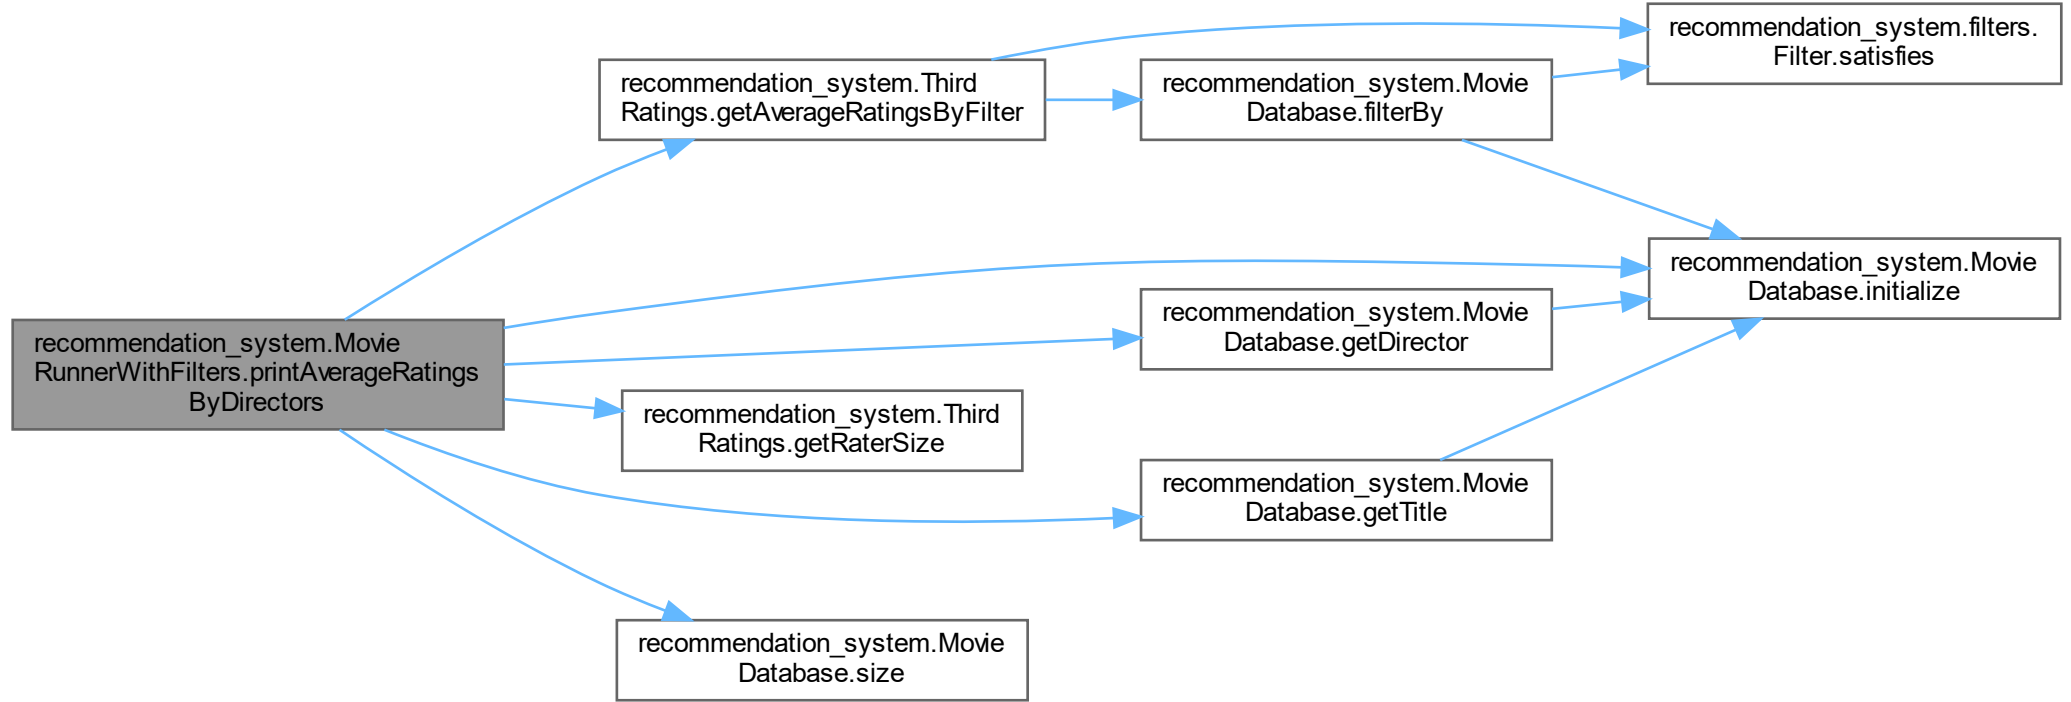 recommendation_system.Movie
RunnerWithFilters.printAverageRatings
ByDirectors
recommendation_system.Third
Ratings.getAverageRatingsByFilter
recommendation_system.Movie
Database.filterBy
recommendation_system.filters.
Filter.satisfies
recommendation_system.Movie
Database.initialize
recommendation_system.Movie
Database.getDirector
recommendation_system.Third
Ratings.getRaterSize
recommendation_system.Movie
Database.getTitle
recommendation_system.Movie
Database.size